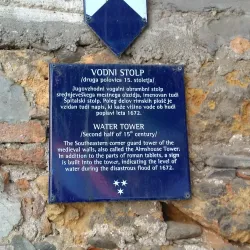 VODNI STOLP
(druga polovica 15. stoletja)
Jugovzhodni vogalni obrambni stolp
srednjeveškega mestnega obzidja, imenovan tudi
Špitalski stolp. Poleg delov rimskih plošč je
vzidan tudi napis, ki kaže višino vode ob hudi
poplavi leta 1672.
WATER TOWER
(Second half of 15th century)
The Southeastern corner guard tower of the
medieval walls, also called the Almshouse Tower.
In addition to the parts of roman tablets, a sign
is built into the tower, indicating the level of
water during the disastrous flood of 1672.